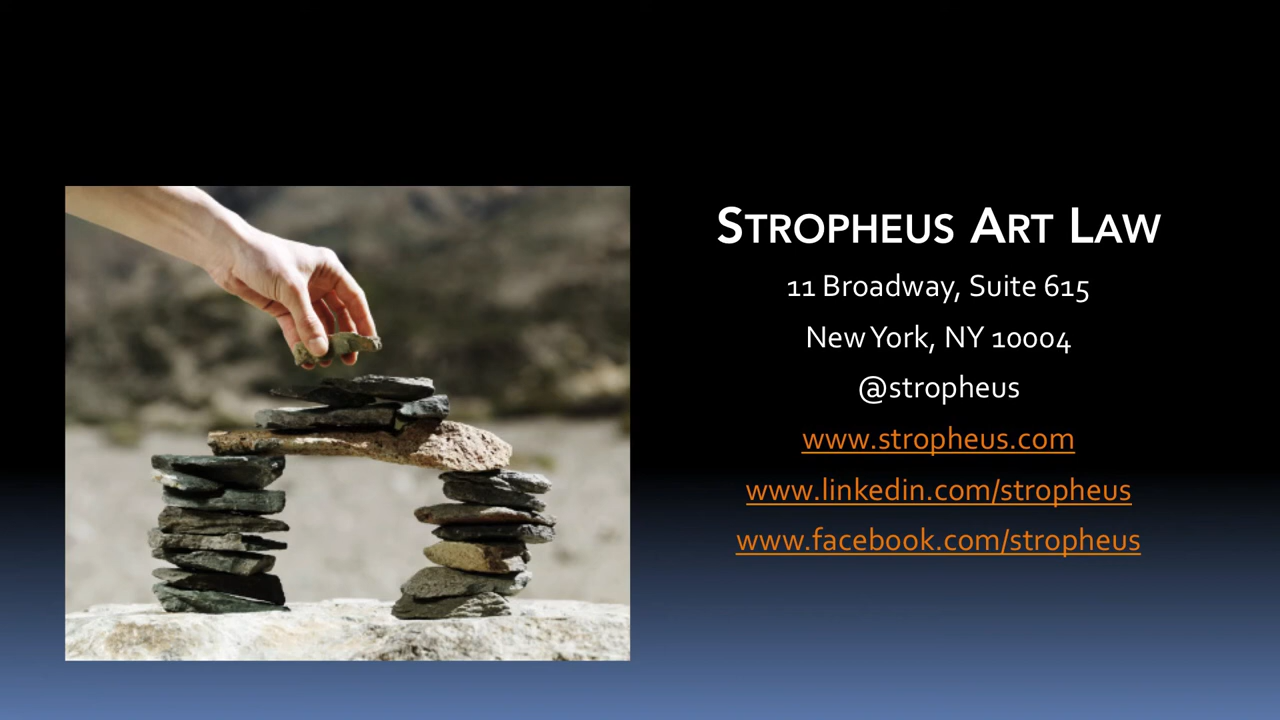 Stropheus Art Law
11 Broadway, Suite 615
New York, NY 10004
@stropheus
www.stropheus.com
www.linkedin.com/stropheus
www.facebook.com/stropheus